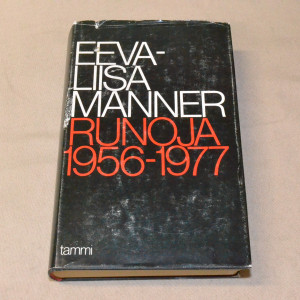 EEVA-
LIISA
MANNER
RUNOJA
1956-1977
tammi